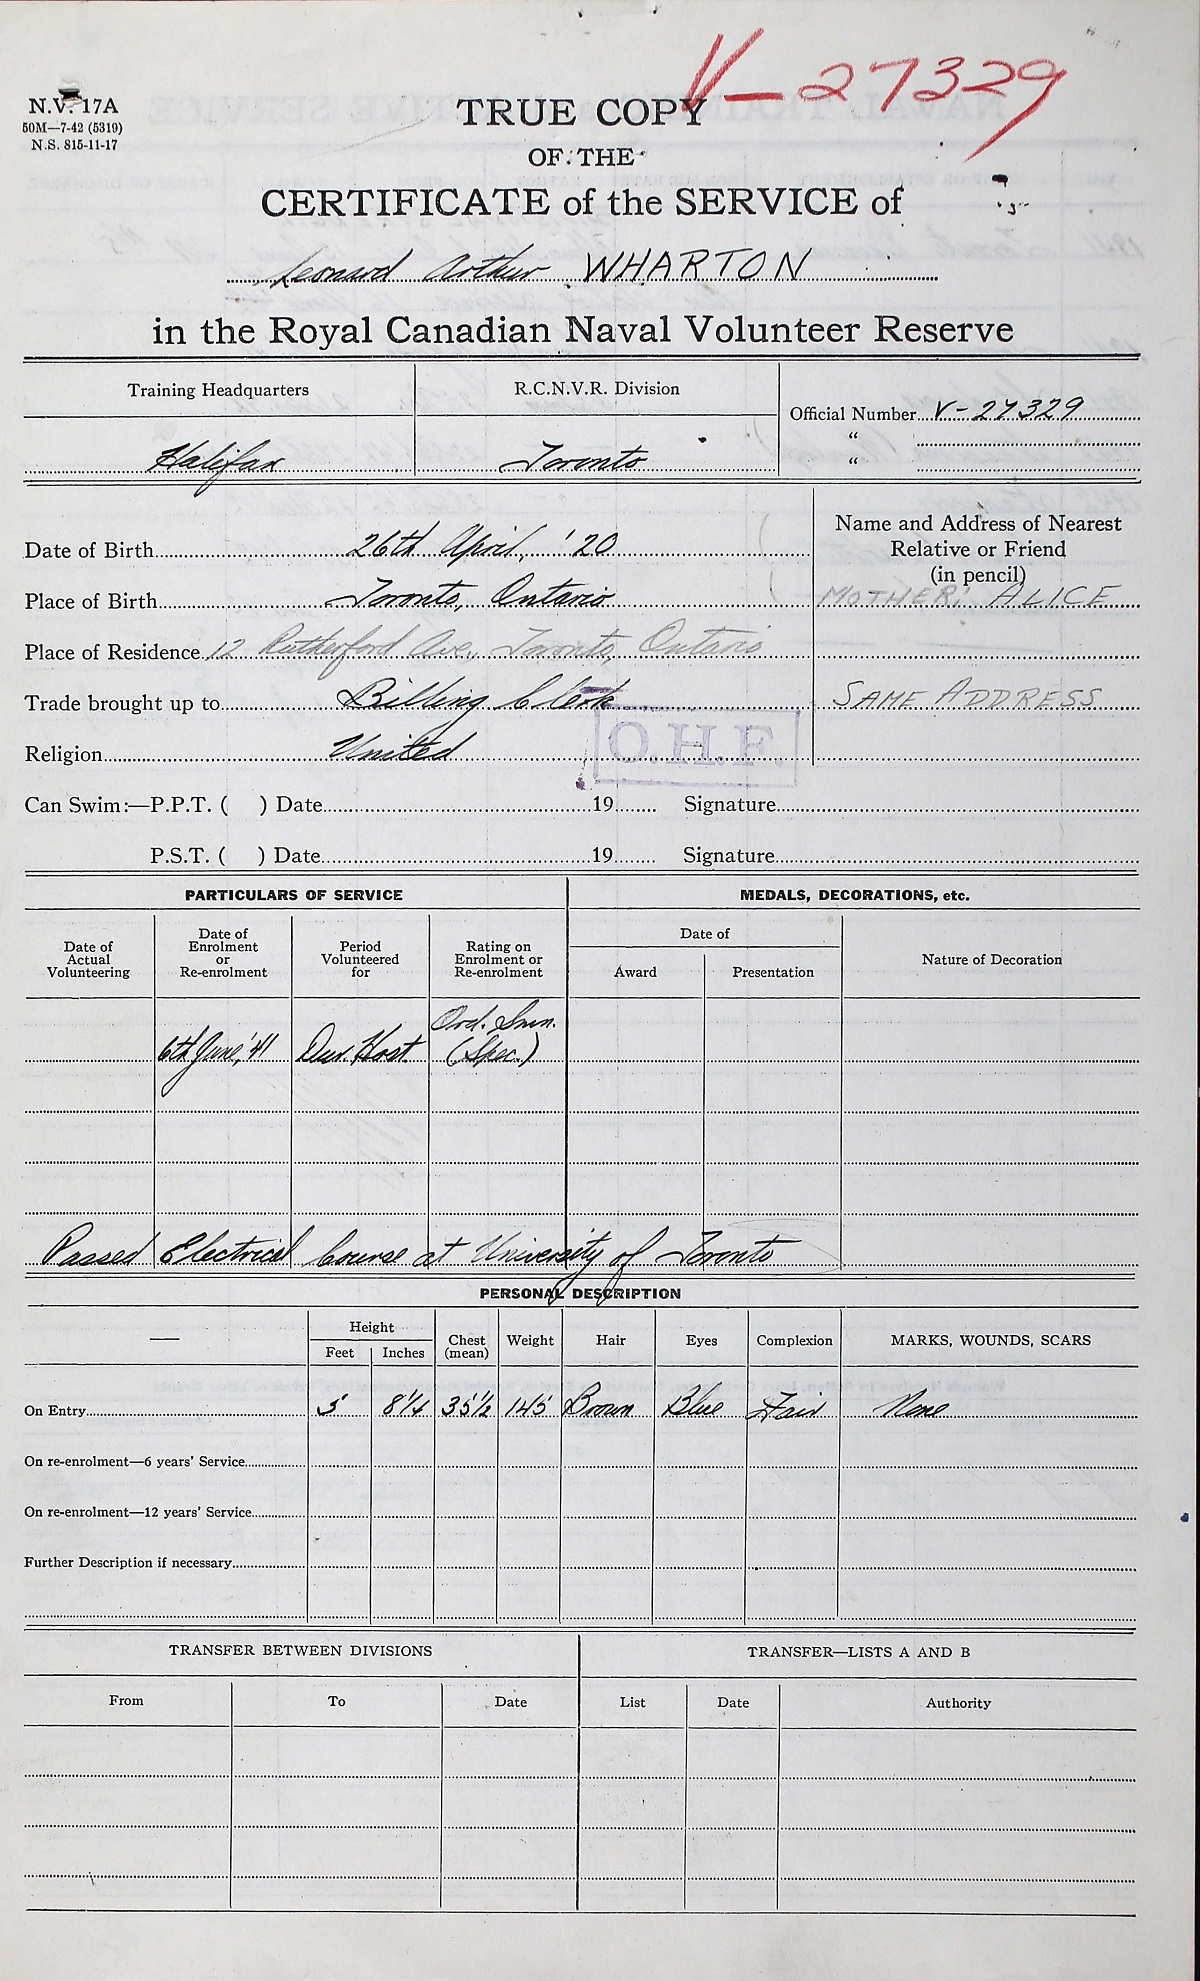 V-27329
N.V. 17A
50M—7-42 (5319)
N.S. 815-11-17
TRUE COPY
OF THE
CERTIFICATE of the SERVICE of
Leonard Arthur WHARTON
in the Royal Canadian Naval Volunteer Reserve
Training Headquarters
Halifax
R.C.N.V.R. Division
Toronto
Official Number V-27329
"
"
Date of Birth 26th April, '20
Place of Birth Toronto, Ontario
Place of Residence 12 Rutherford Ave., Toronto, Ontario
Trade brought up to Billing Clerk
Religion United
Name and Address of Nearest
Relative or Friend
(in pencil)
MOTHER: ALICE
SAME ADDRESS
O.H.F.
Can Swim:—P.P.T. ( ) Date 19 Signature
P.S.T. ( ) Date 19 Signature
PARTICULARS OF SERVICE
MEDALS, DECORATIONS, etc.
Date of
Actual
Volunteering
Date of
Enrolment
or
Re-enrolment
Period
Volunteered
for
Rating on
Enrolment or
Re-enrolment
Date of
Award
Presentation
Nature of Decoration
6th June, '41
Dur. Host.
Ord. Smn.
(Spec.)
Passed Electrical Course at University of Toronto
PERSONAL DESCRIPTION
—
Height
Feet
Inches
Chest
(mean)
Weight
Hair
Eyes
Complexion
MARKS, WOUNDS, SCARS
On Entry 5 8¼ 35½ 145 Brown Blue Fair None
On re-enrolment—6 years' Service
On re-enrolment—12 years' Service
Further Description if necessary
TRANSFER BETWEEN DIVISIONS
TRANSFER—LISTS A AND B
From
To
Date
List
Date
Authority